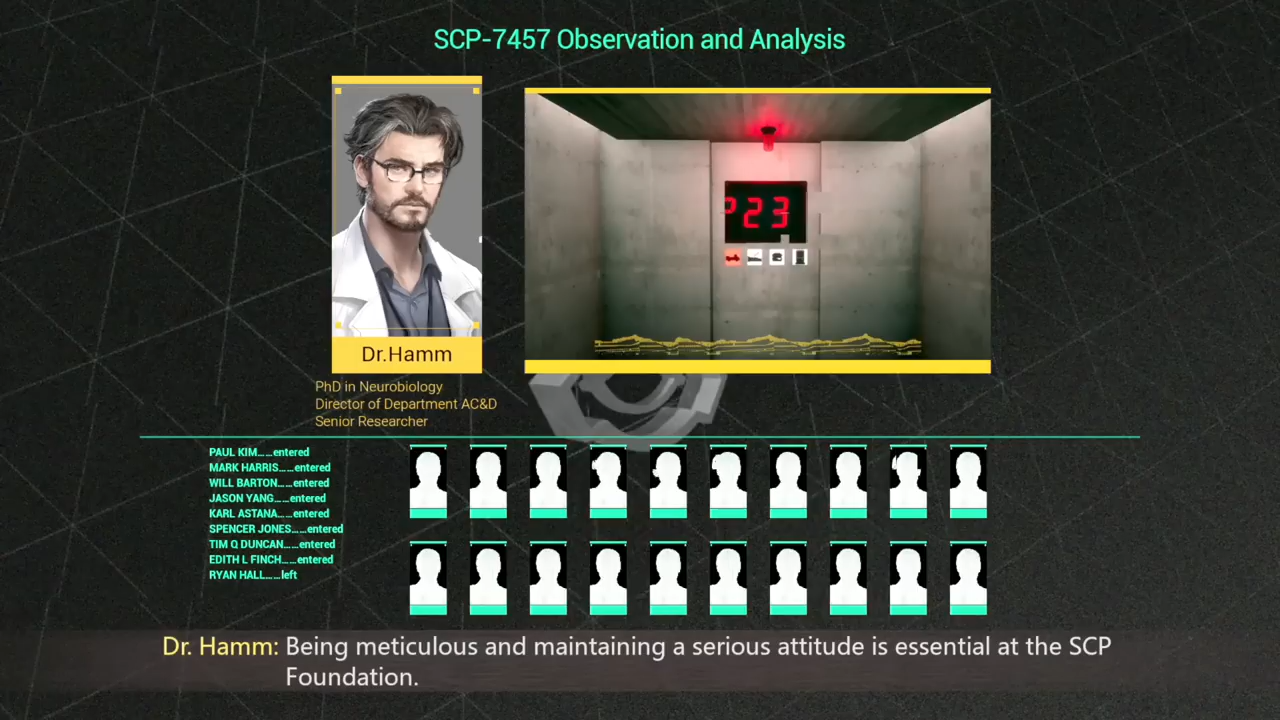 SCP-7457 Observation and Analysis
P23
Dr.Hamm
PhD in Neurobiology
Director of Department AC&D
Senior Researcher
PAUL KIM......entered
MARK HARRIS......entered
WILL BARTON......entered
JASON YANG......entered
KARL ASTANA......entered
SPENCER JONES......entered
TIM Q DUNCAN......entered
EDITH L FINCH......entered
RYAN HALL......left
Dr. Hamm: Being meticulous and maintaining a serious attitude is essential at the SCP
Foundation.